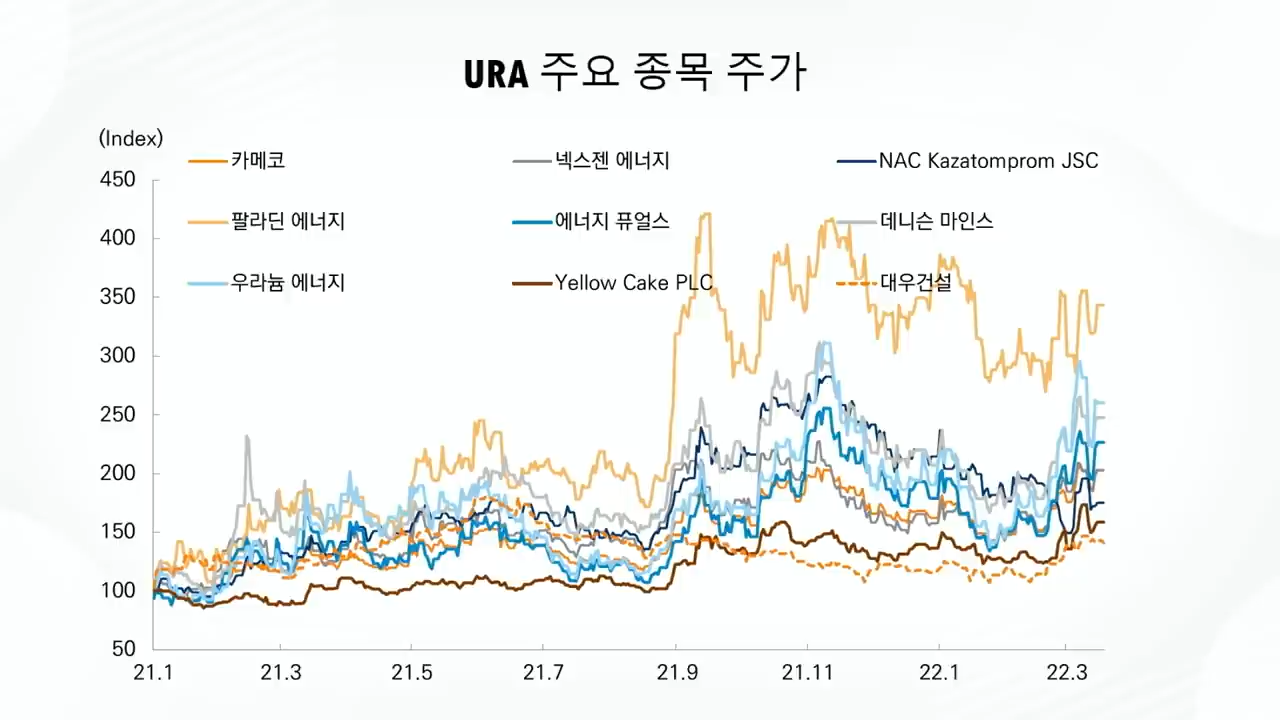 URA 주요 종목 주가
(Index)
카메코 넥스젠 에너지 NAC Kazatomprom JSC
450
팔라딘 에너지 에너지 퓨얼스 데니슨 마인스
400
우라늄 에너지 Yellow Cake PLC 대우건설
350
300
250
200
150
100
50
21.1 21.3 21.5 21.7 21.9 21.11 22.1 22.3